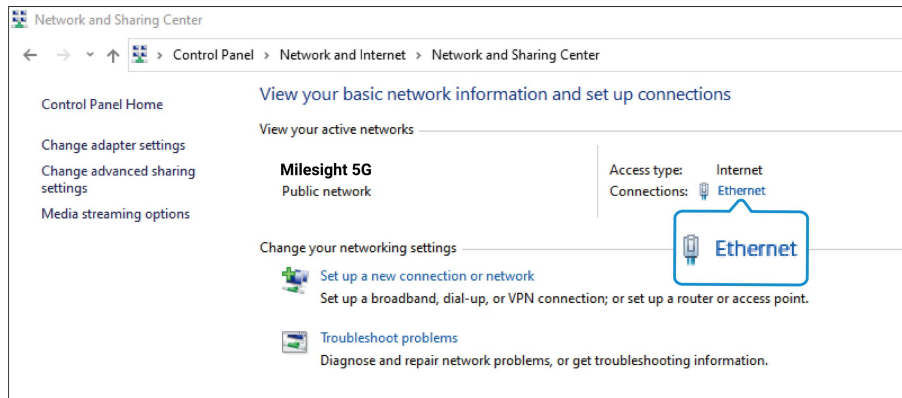 Network and Sharing Center
Control Panel > Network and Internet > Network and Sharing Center
Control Panel Home
Change adapter settings
Change advanced sharing
settings
Media streaming options
View your basic network information and set up connections
View your active networks
Milesight 5G
Public network
Access type: Internet
Connections: Ethernet
Ethernet
Change your networking settings
Set up a new connection or network
Set up a broadband, dial-up, or VPN connection; or set up a router or access point.
Troubleshoot problems
Diagnose and repair network problems, or get troubleshooting information.